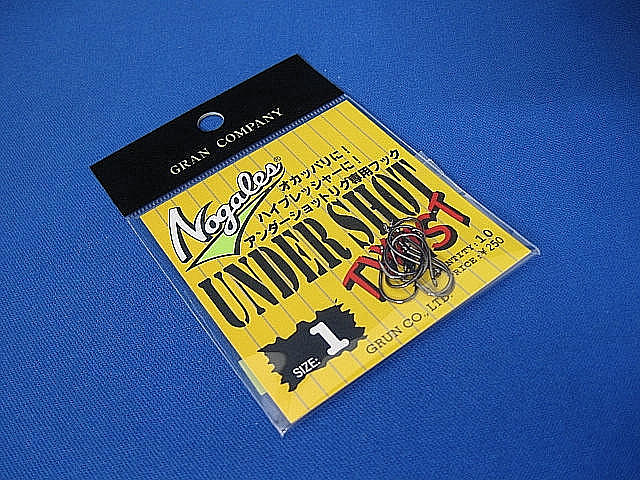 GRAN COMPANY
Nogales®
オカッパリに!
ハイプレッシャーに!
アンダーショットリグ専用フック
UNDER SHOT
TWIST
SIZE: 1
QUANTITY:10
PRICE:¥250
GRUN CO., LTD.